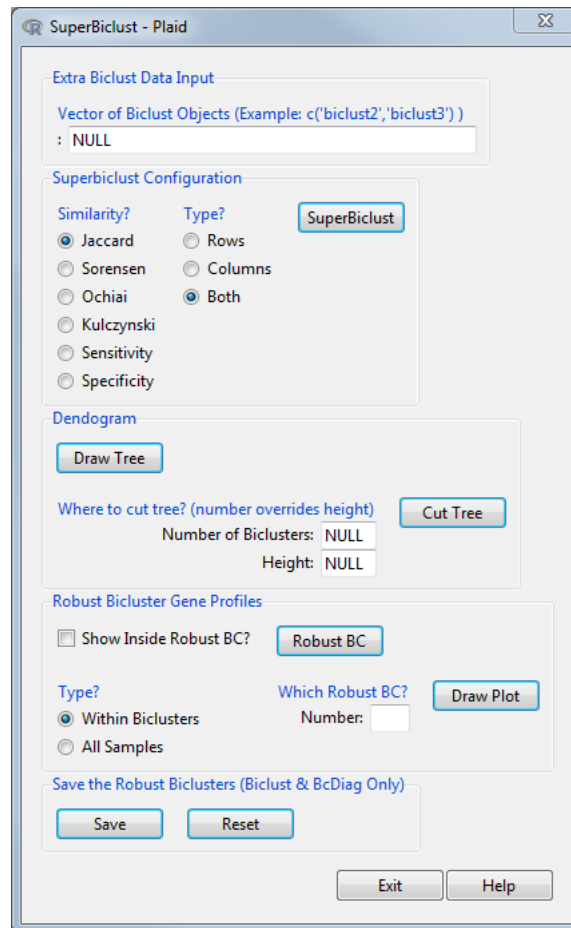 SuperBiclust - Plaid
Extra Biclust Data Input
Vector of Biclust Objects (Example: c('biclust2','biclust3') )
: NULL
Superbiclust Configuration
Similarity? Type? SuperBiclust
Jaccard Rows
Sorensen Columns
Ochiai Both
Kulczynski
Sensitivity
Specificity
Dendogram
Draw Tree
Where to cut tree? (number overrides height) Cut Tree
Number of Biclusters: NULL
Height: NULL
Robust Bicluster Gene Profiles
Show Inside Robust BC? Robust BC
Type? Which Robust BC? Draw Plot
Within Biclusters Number:
All Samples
Save the Robust Biclusters (Biclust & BcDiag Only)
Save Reset
Exit Help